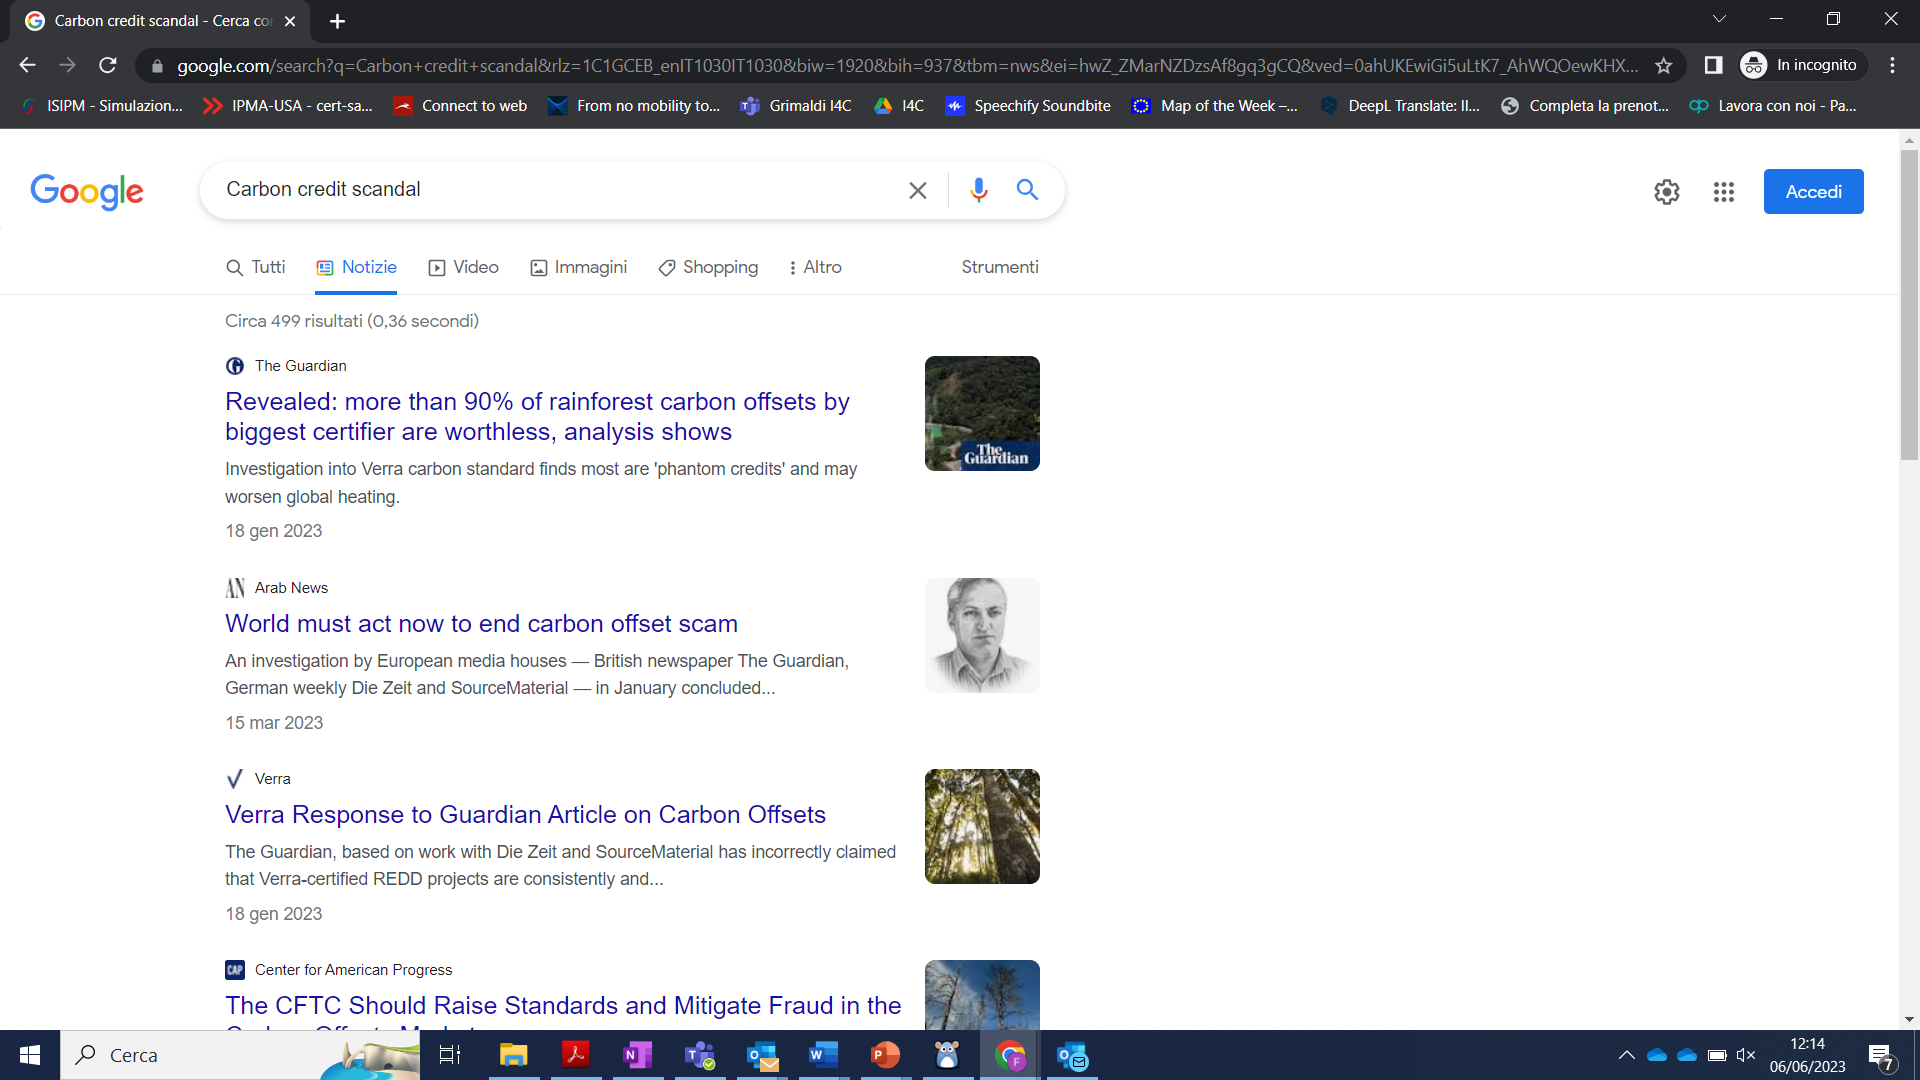 Carbon credit scandal - Cerca co
google.com/search?q=Carbon+credit+scandal&rlz=1C1GCEB_enIT1030IT1030&biw=1920&bih=937&tbm=nws&ei=hwZ_ZMarNZDzsAf8gq3gCQ&ved=0ahUKEwiGi5uLtK7_AhWQOewKHX...
In incognito
ISIPM - Simulazion...
IPMA-USA - cert-sa...
Connect to web
From no mobility to...
Grimaldi I4C
I4C
Speechify Soundbite
Map of the Week –...
DeepL Translate: Il...
Completa la prenot...
Lavora con noi - Pa...
Google
Carbon credit scandal
Accedi
Tutti
Notizie
Video
Immagini
Shopping
Altro
Strumenti
Circa 499 risultati (0,36 secondi)
The Guardian
Revealed: more than 90% of rainforest carbon offsets by
biggest certifier are worthless, analysis shows
Investigation into Verra carbon standard finds most are 'phantom credits' and may
worsen global heating.
18 gen 2023
The
Guardian
AN Arab News
World must act now to end carbon offset scam
An investigation by European media houses — British newspaper The Guardian,
German weekly Die Zeit and SourceMaterial — in January concluded...
15 mar 2023
Verra
Verra Response to Guardian Article on Carbon Offsets
The Guardian, based on work with Die Zeit and SourceMaterial has incorrectly claimed
that Verra-certified REDD projects are consistently and...
18 gen 2023
CAP Center for American Progress
The CFTC Should Raise Standards and Mitigate Fraud in the
Cerca
12:14
06/06/2023
7